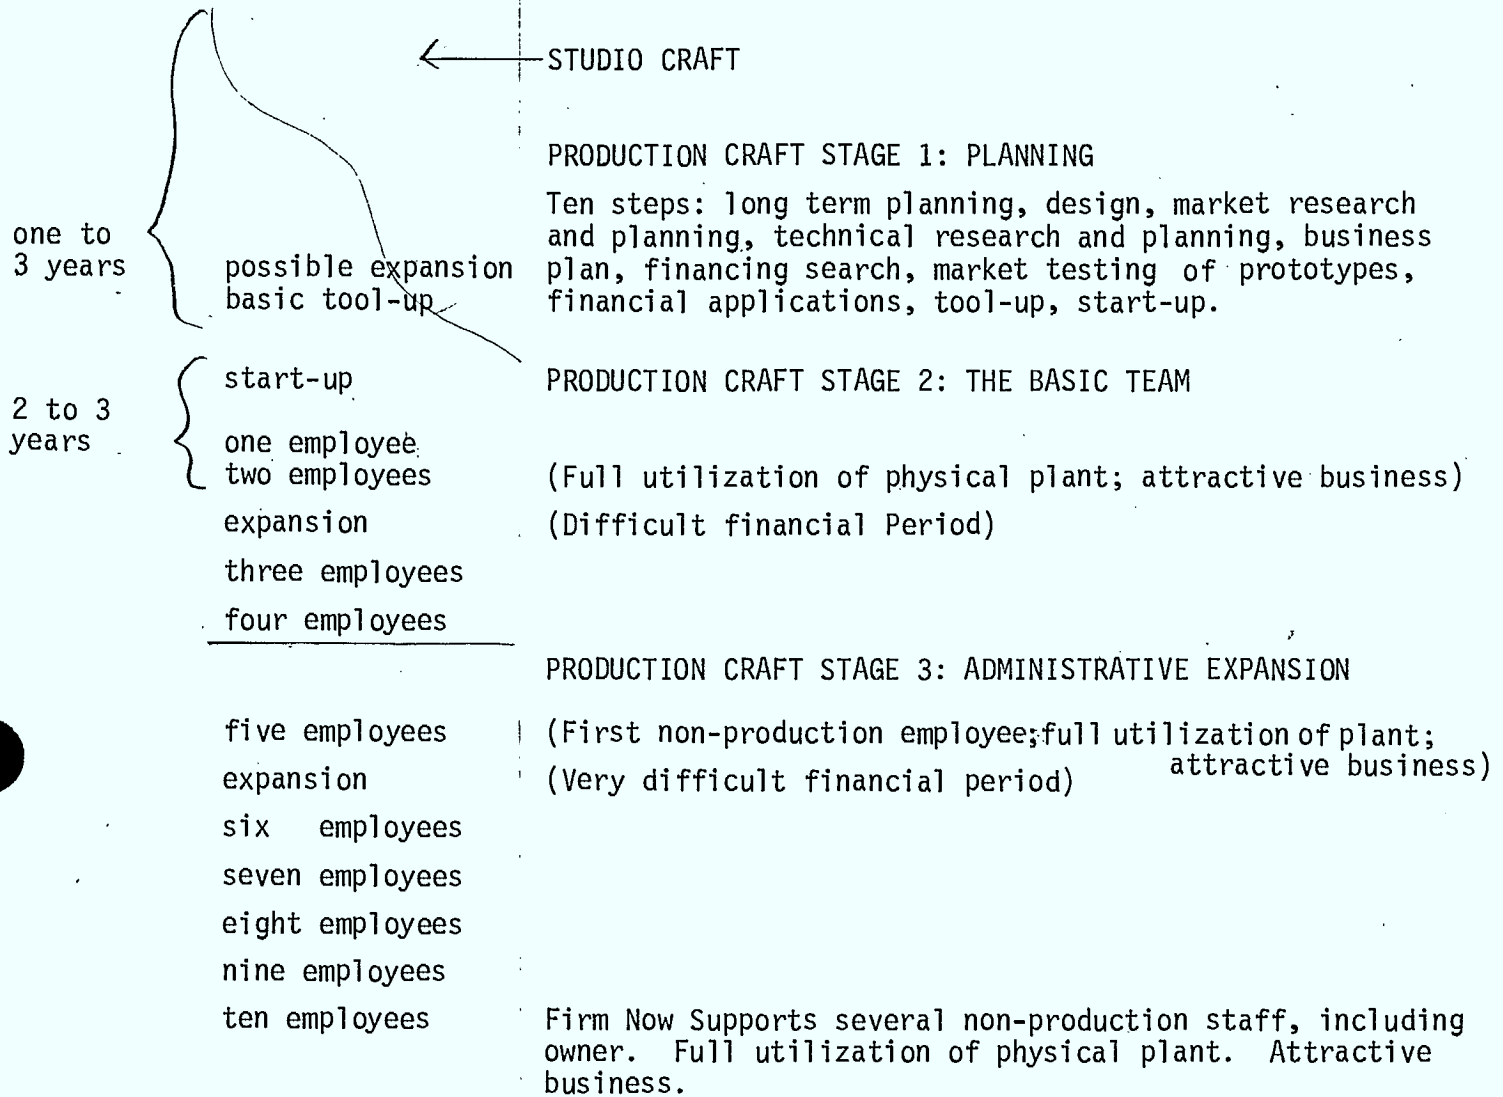 STUDIO CRAFT
PRODUCTION CRAFT STAGE 1: PLANNING
Ten steps: long term planning, design, market research
and planning, technical research and planning, business
plan, financing search, market testing of prototypes,
financial applications, tool-up, start-up.
one to
3 years
possible expansion
basic tool-up
start-up
PRODUCTION CRAFT STAGE 2: THE BASIC TEAM
2 to 3
years
one employee
two employees
(Full utilization of physical plant; attractive business)
expansion
(Difficult financial Period)
three employees
four employees
PRODUCTION CRAFT STAGE 3: ADMINISTRATIVE EXPANSION
five employees
(First non-production employee; full utilization of plant;
attractive business)
expansion
(Very difficult financial period)
six employees
seven employees
eight employees
nine employees
ten employees
Firm Now Supports several non-production staff, including
owner. Full utilization of physical plant. Attractive
business.